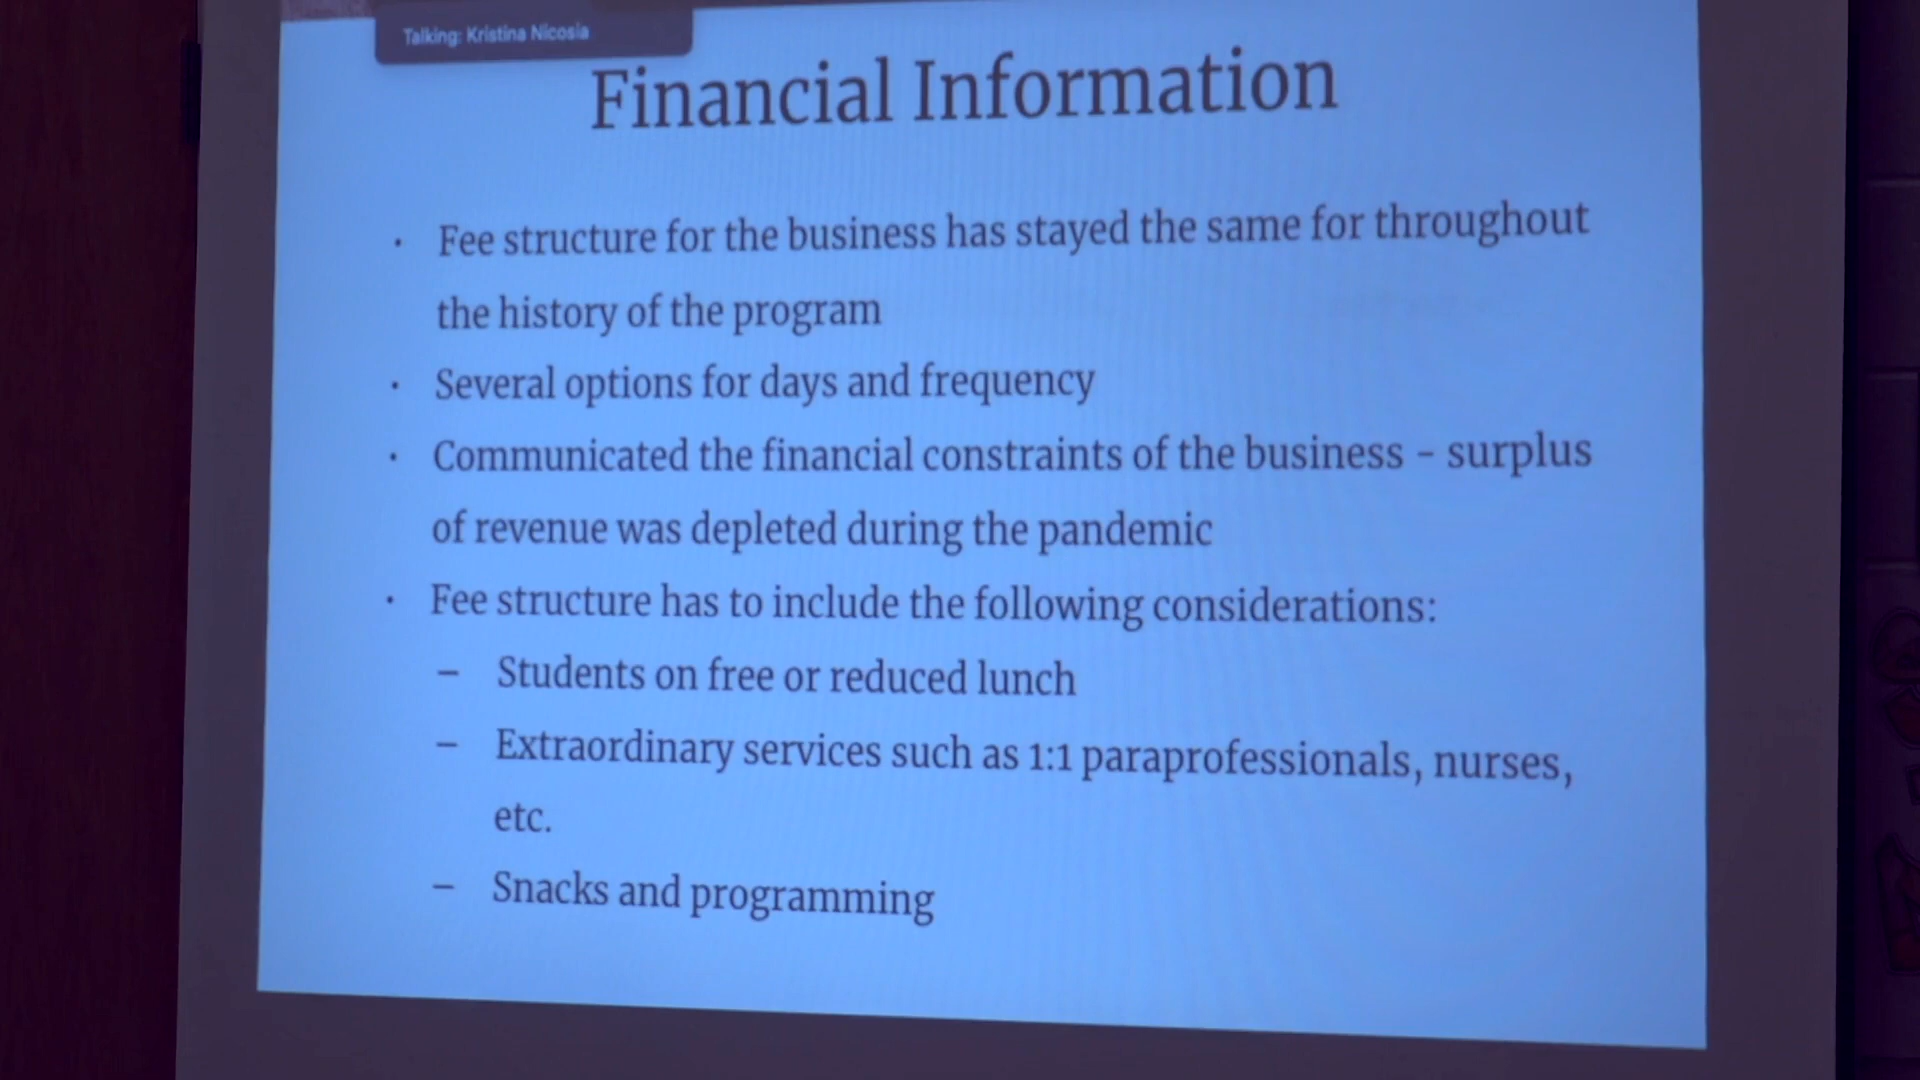 Talking: Kristina Nicosia
Financial Information
· Fee structure for the business has stayed the same for throughout
the history of the program
· Several options for days and frequency
· Communicated the financial constraints of the business – surplus
of revenue was depleted during the pandemic
· Fee structure has to include the following considerations:
– Students on free or reduced lunch
– Extraordinary services such as 1:1 paraprofessionals, nurses,
etc.
– Snacks and programming